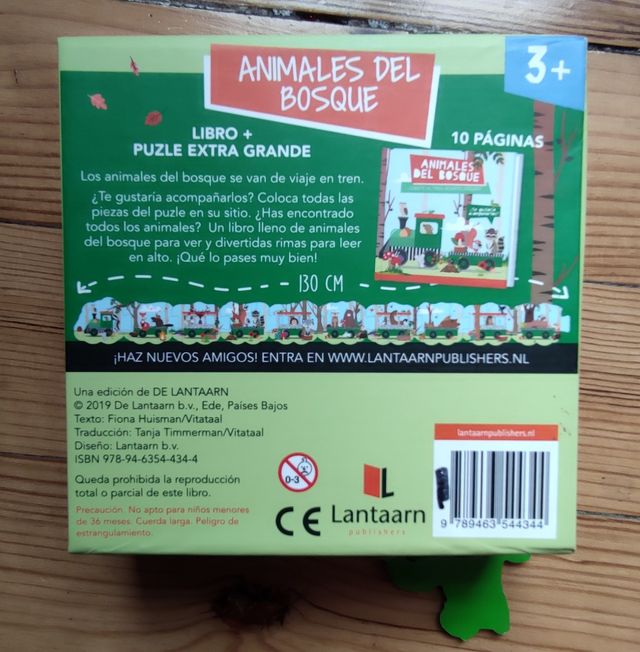 ANIMALES DEL
BOSQUE
3+
LIBRO +
PUZLE EXTRA GRANDE
10 PÁGINAS
Los animales del bosque se van de viaje en tren.
¿Te gustaría acompañarlos? Coloca todas las
piezas del puzle en su sitio. ¿Has encontrado
todos los animales? Un libro lleno de animales
del bosque para ver y divertidas rimas para leer
en alto. ¡Qué lo pases muy bien!
ANIMALES
DEL BOSQUE
130 CM
¡HAZ NUEVOS AMIGOS! ENTRA EN WWW.LANTAARNPUBLISHERS.NL
Una edición de DE LANTAARN
© 2019 De Lantaarn b.v., Ede, Países Bajos
Texto: Fiona Huisman/Vitataal
Traducción: Tanja Timmerman/Vitataal
Diseño: Lantaarn b.v.
ISBN 978-94-6354-434-4
Queda prohibida la reproducción
total o parcial de este libro.
Precaución. No apto para niños menores
de 36 meses. Cuerda larga. Peligro de
estrangulamiento.
0-3
CE
Lantaarn
publishers
lantaarnpublishers.nl
9 789463 544344